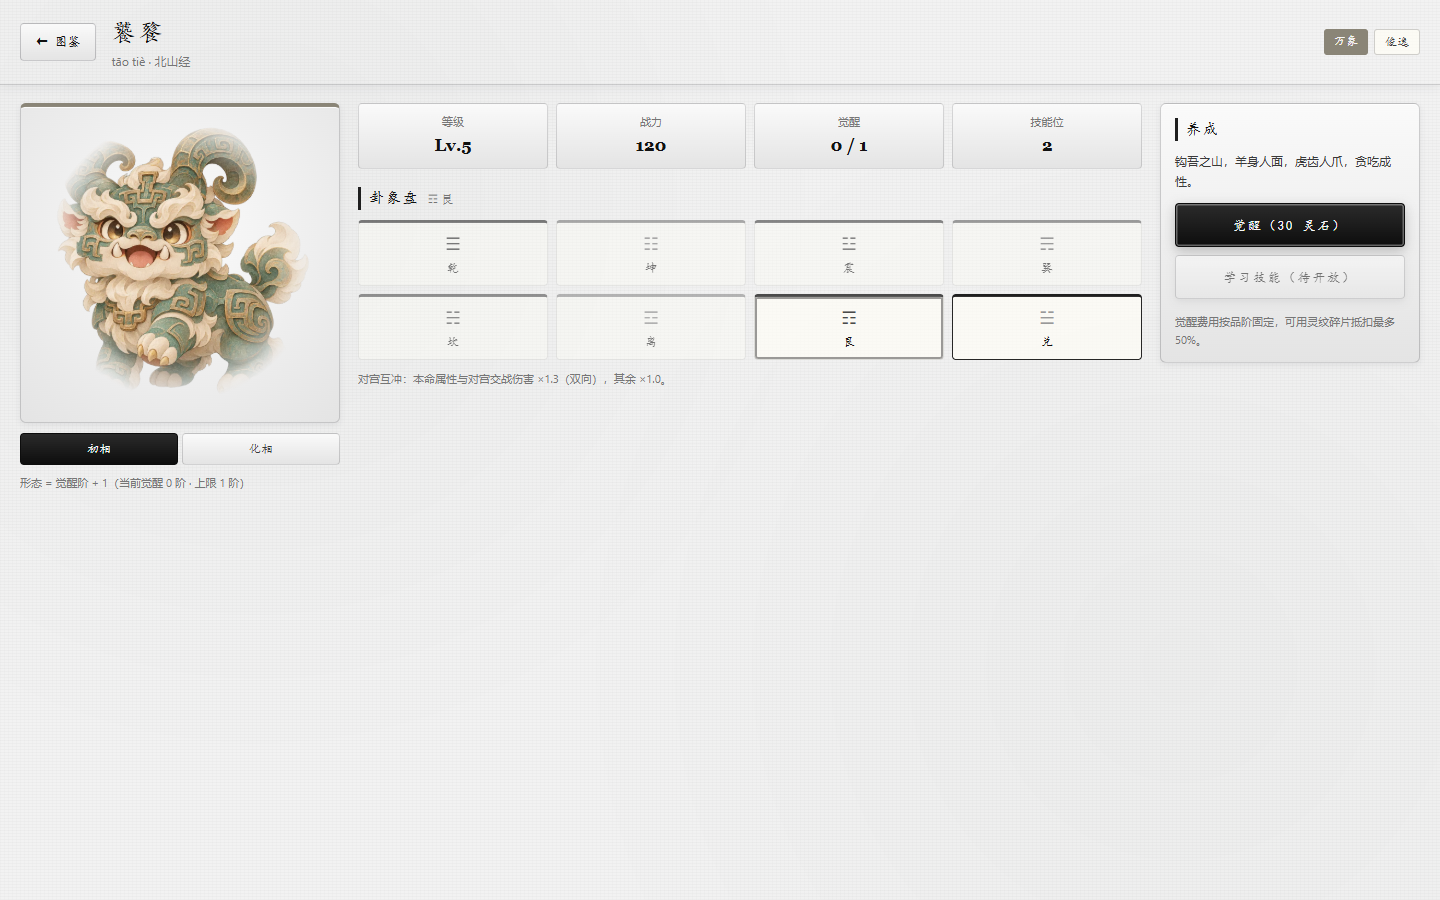 ← 图鉴
饕餮
tāo tiè · 北山经
万象
候选
初相
化相
形态 = 觉醒阶 + 1（当前觉醒 0 阶 · 上限 1 阶）
等级
Lv.5
战力
120
觉醒
0 / 1
技能位
2
卦象盘 ☶ 艮
☰
乾
☷
坤
☳
震
☴
巽
☵
坎
☲
离
☶
艮
☱
兑
对宫互冲：本命属性与对宫交战伤害 ×1.3（双向），其余 ×1.0。
养成
钩吾之山，羊身人面，虎齿人爪，贪吃成
性。
觉醒（30 灵石）
学习技能（待开放）
觉醒费用按品阶固定，可用灵纹碎片抵扣最多
50%。